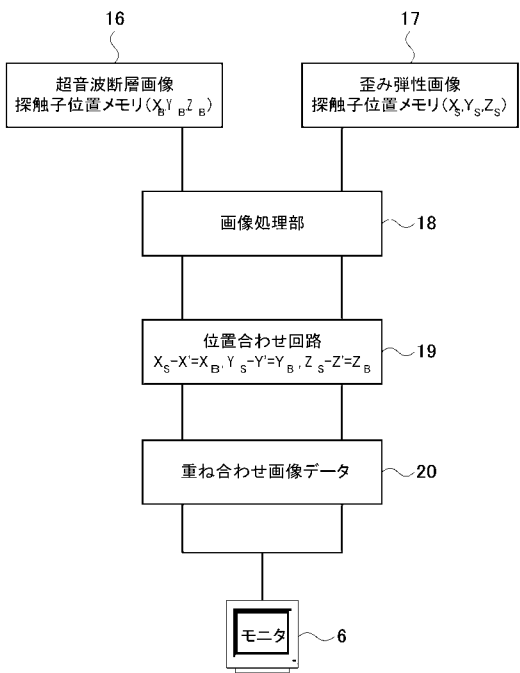 16
17
超音波断層画像
探触子位置メモリ(XB,YB,ZB)
歪み弾性画像
探触子位置メモリ(XS,YS,ZS)
画像処理部
18
位置合わせ回路
XS-X'=XB,YS-Y'=YB,ZS-Z'=ZB
19
重ね合わせ画像データ
20
モニタ
6